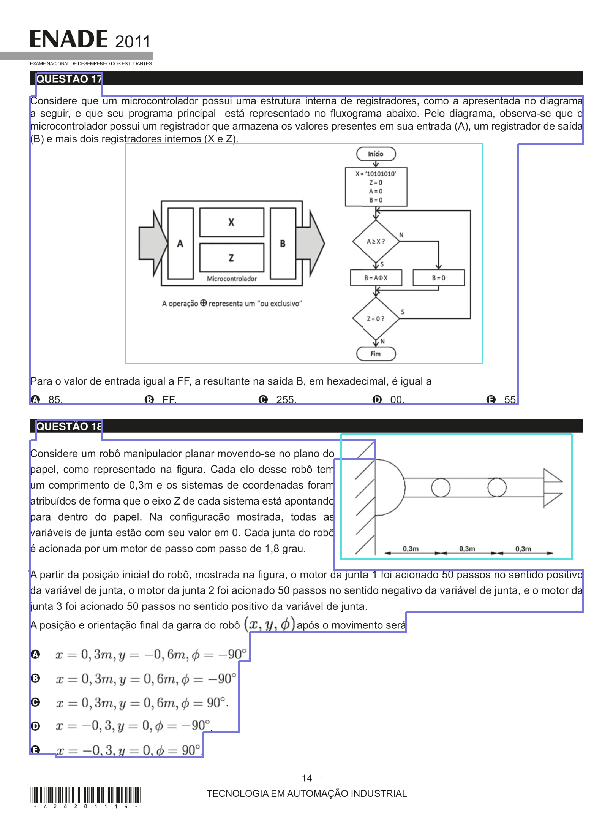 ENADE 2011
EXAME NACIONAL DE DESEMPENHO DOS ESTUDANTES
QUESTÃO 17
Considere que um microcontrolador possui uma estrutura interna de registradores, como a apresentada no diagrama
a seguir, e que seu programa principal está representado no fluxograma abaixo. Pelo diagrama, observa-se que o
microcontrolador possui um registrador que armazena os valores presentes em sua entrada (A), um registrador de saída
(B) e mais dois registradores internos (X e Z).
Início
X = '10101010'
Z = 0
A = 0
B = 0
A
X
Z
B
Microcontrolador
A ≥ X ?
N
S
B = A⊕X
B = 0
A operação ⊕ representa um "ou exclusivo"
Z = 0 ?
S
N
Fim
Para o valor de entrada igual a FF, a resultante na saída B, em hexadecimal, é igual a
A 85.
B FF.
C 255.
D 00.
E 55
QUESTÃO 18
Considere um robô manipulador planar movendo-se no plano do
papel, como representado na figura. Cada elo desse robô tem
um comprimento de 0,3m e os sistemas de coordenadas foram
atribuídos de forma que o eixo Z de cada sistema está apontando
para dentro do papel. Na configuração mostrada, todas as
variáveis de junta estão com seu valor em 0. Cada junta do robô
é acionada por um motor de passo com passo de 1,8 grau.
0,3m 0,3m 0,3m
A partir da posição inicial do robô, mostrada na figura, o motor da junta 1 foi acionado 50 passos no sentido positivo
da variável de junta, o motor da junta 2 foi acionado 50 passos no sentido negativo da variável de junta, e o motor da
junta 3 foi acionado 50 passos no sentido positivo da variável de junta.
A posição e orientação final da garra do robô (x, y, ϕ) após o movimento será
A x = 0, 3m, y = −0, 6m, ϕ = −90°
B x = 0, 3m, y = 0, 6m, ϕ = −90°
C x = 0, 3m, y = 0, 6m, ϕ = 90°.
D x = −0, 3, y = 0, ϕ = −90°.
E x = −0, 3, y = 0, ϕ = 90°
14
TECNOLOGIA EM AUTOMAÇÃO INDUSTRIAL